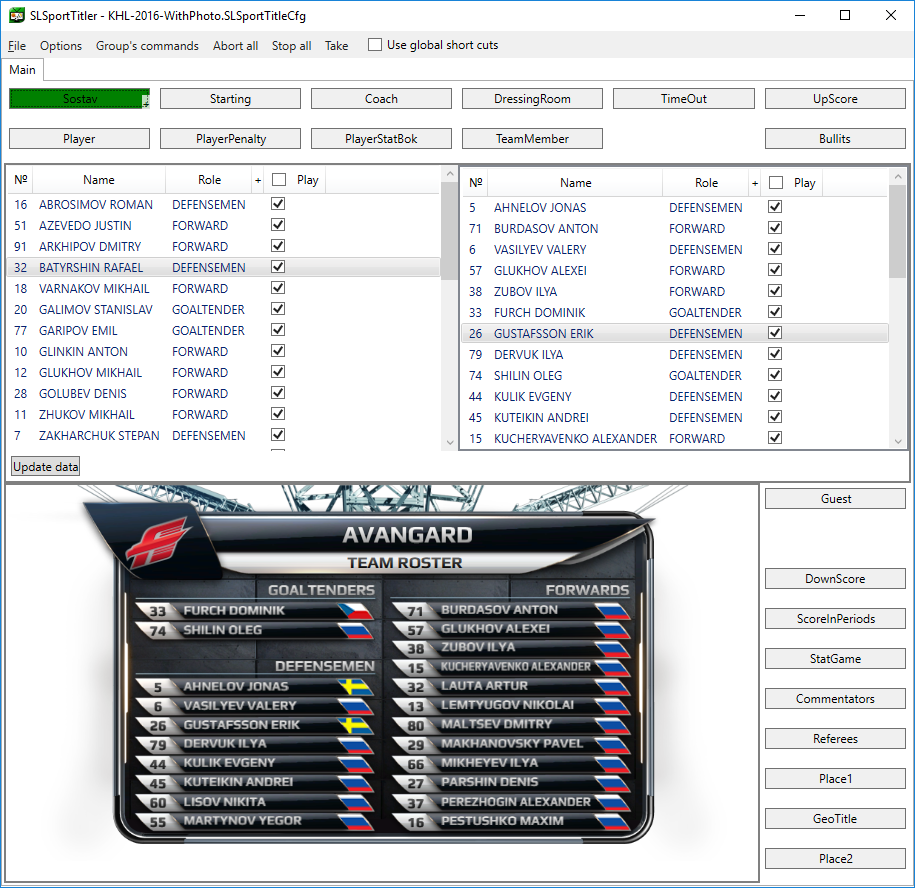 SLSportTitler - KHL-2016-WithPhoto.SLSportTitleCfg
File Options Group's commands Abort all Stop all Take Use global short cuts
Main
Sostav Starting Coach DressingRoom TimeOut UpScore
Player PlayerPenalty PlayerStatBok TeamMember Bullits
№ Name Role + Play
16 ABROSIMOV ROMAN DEFENSEMEN
51 AZEVEDO JUSTIN FORWARD
91 ARKHIPOV DMITRY FORWARD
32 BATYRSHIN RAFAEL DEFENSEMEN
18 VARNAKOV MIKHAIL FORWARD
20 GALIMOV STANISLAV GOALTENDER
77 GARIPOV EMIL GOALTENDER
10 GLINKIN ANTON FORWARD
12 GLUKHOV MIKHAIL FORWARD
28 GOLUBEV DENIS FORWARD
11 ZHUKOV MIKHAIL FORWARD
7 ZAKHARCHUK STEPAN DEFENSEMEN
№ Name Role + Play
5 AHNELOV JONAS DEFENSEMEN
71 BURDASOV ANTON FORWARD
6 VASILYEV VALERY DEFENSEMEN
57 GLUKHOV ALEXEI FORWARD
38 ZUBOV ILYA FORWARD
33 FURCH DOMINIK GOALTENDER
26 GUSTAFSSON ERIK DEFENSEMEN
79 DERVUK ILYA DEFENSEMEN
74 SHILIN OLEG GOALTENDER
44 KULIK EVGENY DEFENSEMEN
45 KUTEIKIN ANDREI DEFENSEMEN
15 KUCHERYAVENKO ALEXANDER FORWARD
Update data
AVANGARD
TEAM ROSTER
GOALTENDERS
33 FURCH DOMINIK
74 SHILIN OLEG
DEFENSEMEN
5 AHNELOV JONAS
6 VASILYEV VALERY
26 GUSTAFSSON ERIK
79 DERVUK ILYA
44 KULIK EVGENY
45 KUTEIKIN ANDREI
60 LISOV NIKITA
55 MARTYNOV YEGOR
FORWARDS
71 BURDASOV ANTON
57 GLUKHOV ALEXEI
38 ZUBOV ILYA
15 KUCHERYAVENKO ALEXANDER
32 LAUTA ARTUR
13 LEMTYUGOV NIKOLAI
80 MALTSEV DMITRY
29 MAKHANOVSKY PAVEL
66 MIKHEYEV ILYA
27 PARSHIN DENIS
37 PEREZHOGIN ALEXANDER
16 PESTUSHKO MAXIM
Guest
DownScore
ScoreInPeriods
StatGame
Commentators
Referees
Place1
GeoTitle
Place2